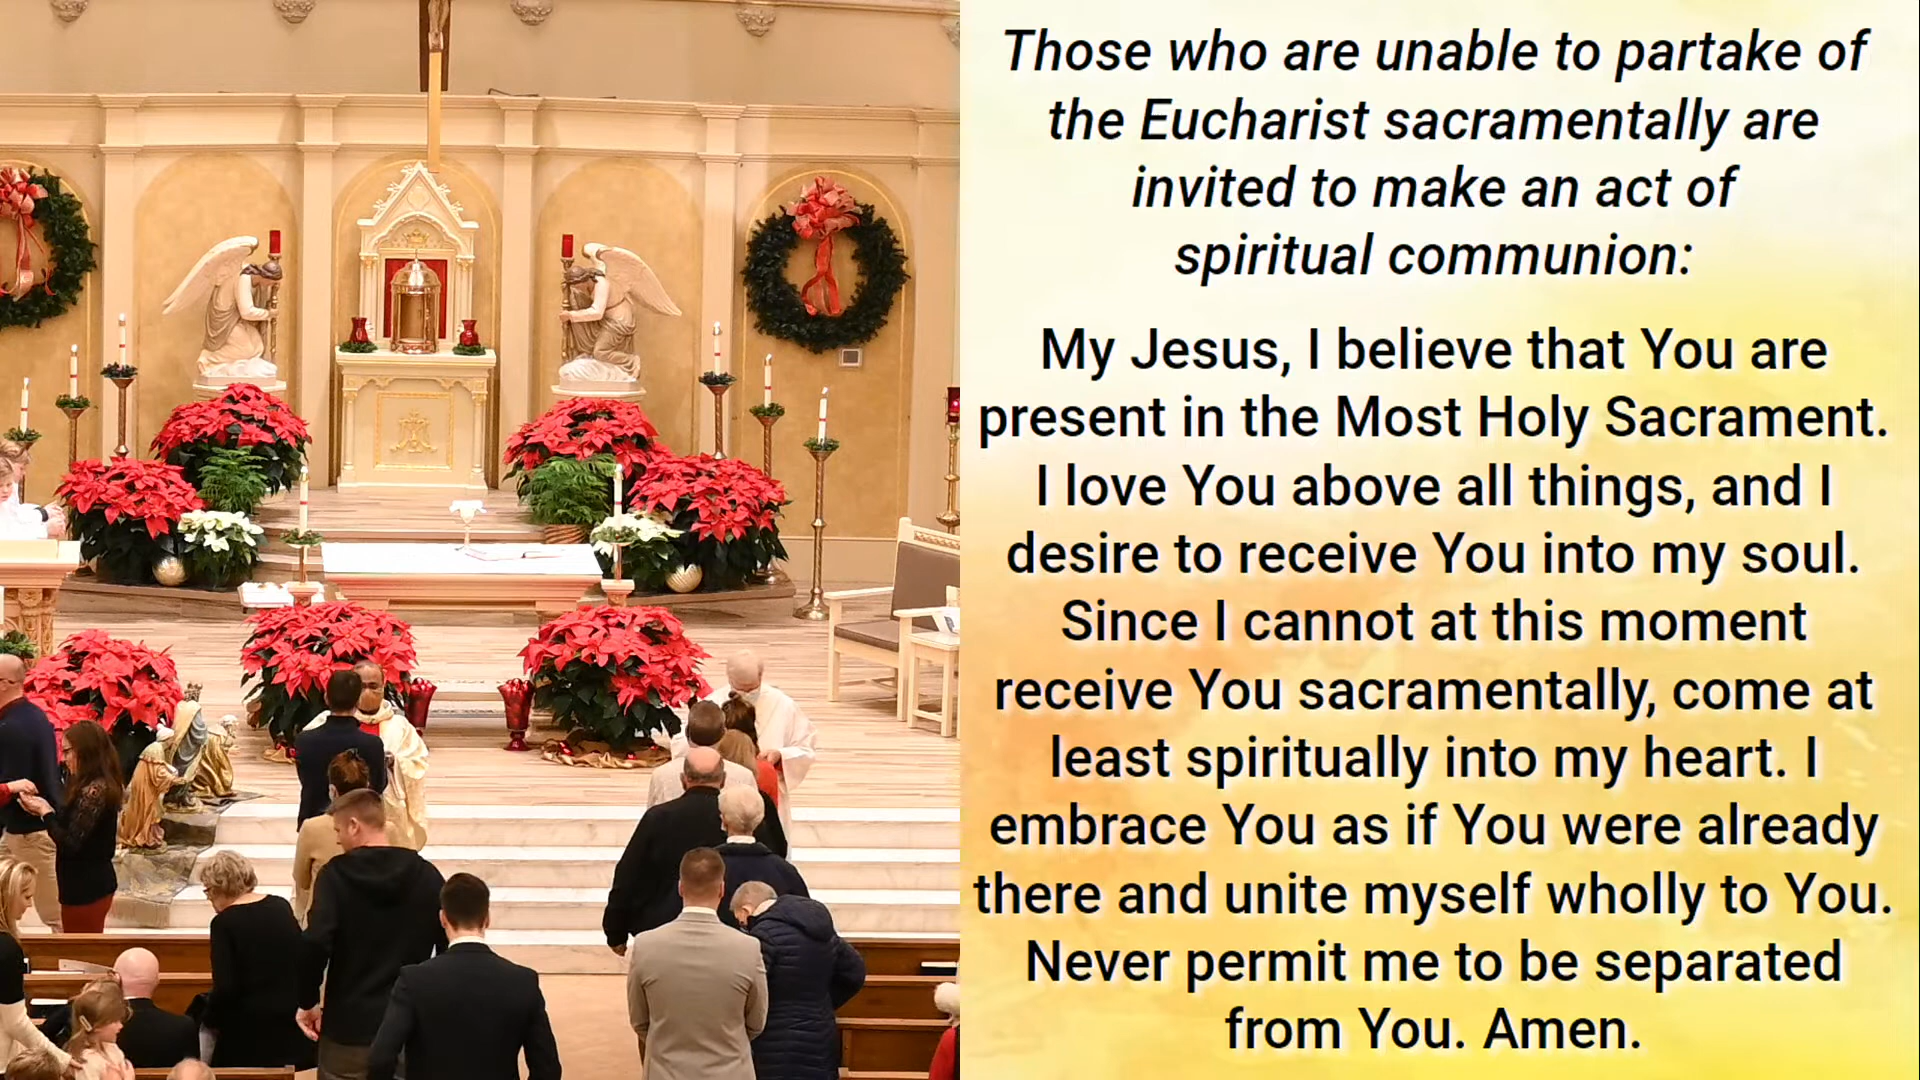 Those who are unable to partake of
the Eucharist sacramentally are
invited to make an act of
spiritual communion:
My Jesus, I believe that You are
present in the Most Holy Sacrament.
I love You above all things, and I
desire to receive You into my soul.
Since I cannot at this moment
receive You sacramentally, come at
least spiritually into my heart. I
embrace You as if You were already
there and unite myself wholly to You.
Never permit me to be separated
from You. Amen.